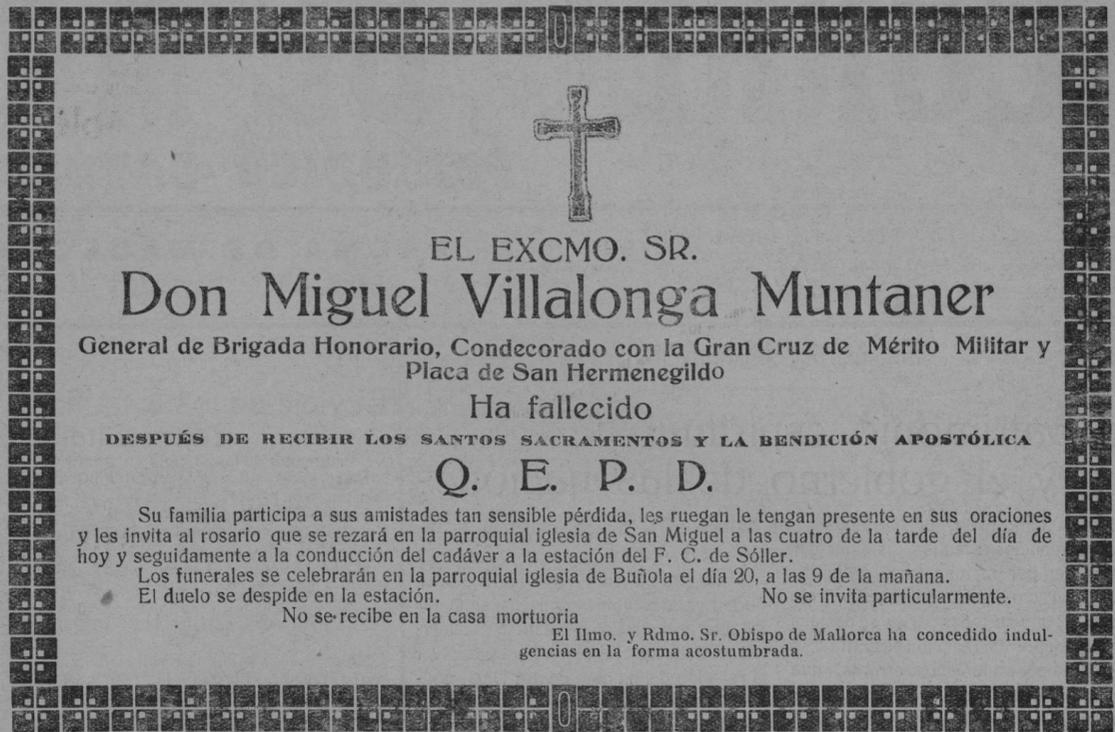 EL EXCMO. SR.
Don Miguel Villalonga Muntaner
General de Brigada Honorario, Condecorado con la Gran Cruz de Mérito Militar y
Placa de San Hermenegildo
Ha fallecido
DESPUÉS DE RECIBIR LOS SANTOS SACRAMENTOS Y LA BENDICIÓN APOSTÓLICA
Q. E. P. D.
Su familia participa a sus amistades tan sensible pérdida, les ruegan le tengan presente en sus oraciones
y les invita al rosario que se rezará en la parroquial iglesia de San Miguel a las cuatro de la tarde del día de
hoy y seguidamente a la conducción del cadáver a la estación del F. C. de Sóller.
Los funerales se celebrarán en la parroquial iglesia de Buñola el día 20, a las 9 de la mañana.
El duelo se despide en la estación. No se invita particularmente.
No se recibe en la casa mortuoria
El Ilmo. y Rdmo. Sr. Obispo de Mallorca ha concedido indul-
gencias en la forma acostumbrada.